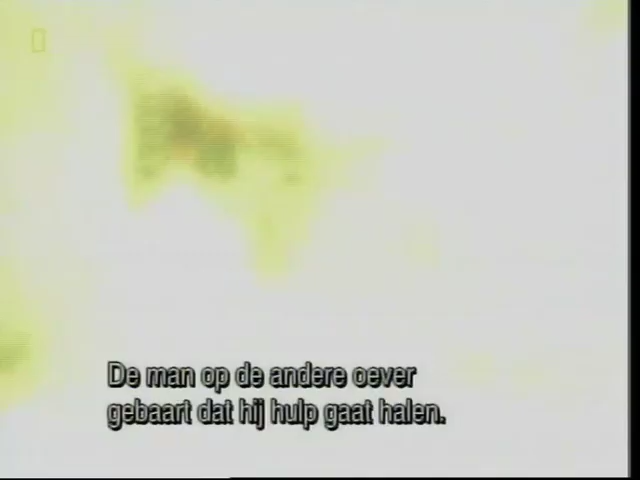 De man op de andere oever
gebaart dat hij hulp gaat halen.